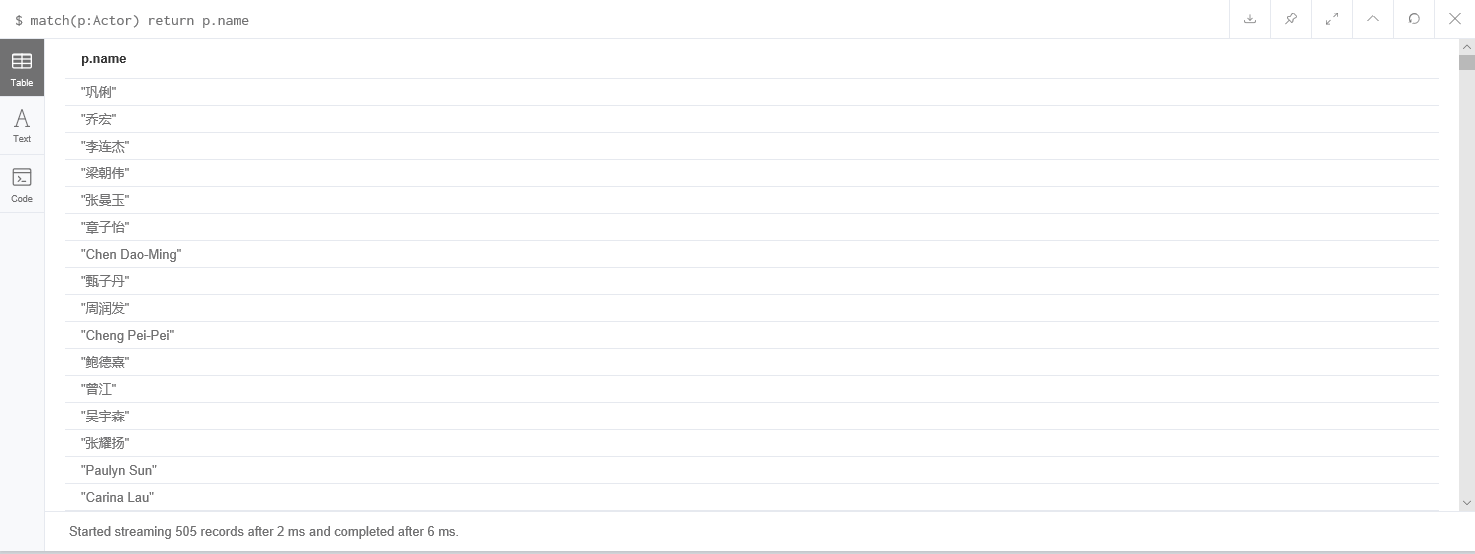 $ match(p:Actor) return p.name
Table
Text
Code
p.name
"巩俐"
"乔宏"
"李连杰"
"梁朝伟"
"张曼玉"
"章子怡"
"Chen Dao-Ming"
"甄子丹"
"周润发"
"Cheng Pei-Pei"
"鲍德熹"
"曾江"
"吴宇森"
"张耀扬"
"Paulyn Sun"
"Carina Lau"
Started streaming 505 records after 2 ms and completed after 6 ms.